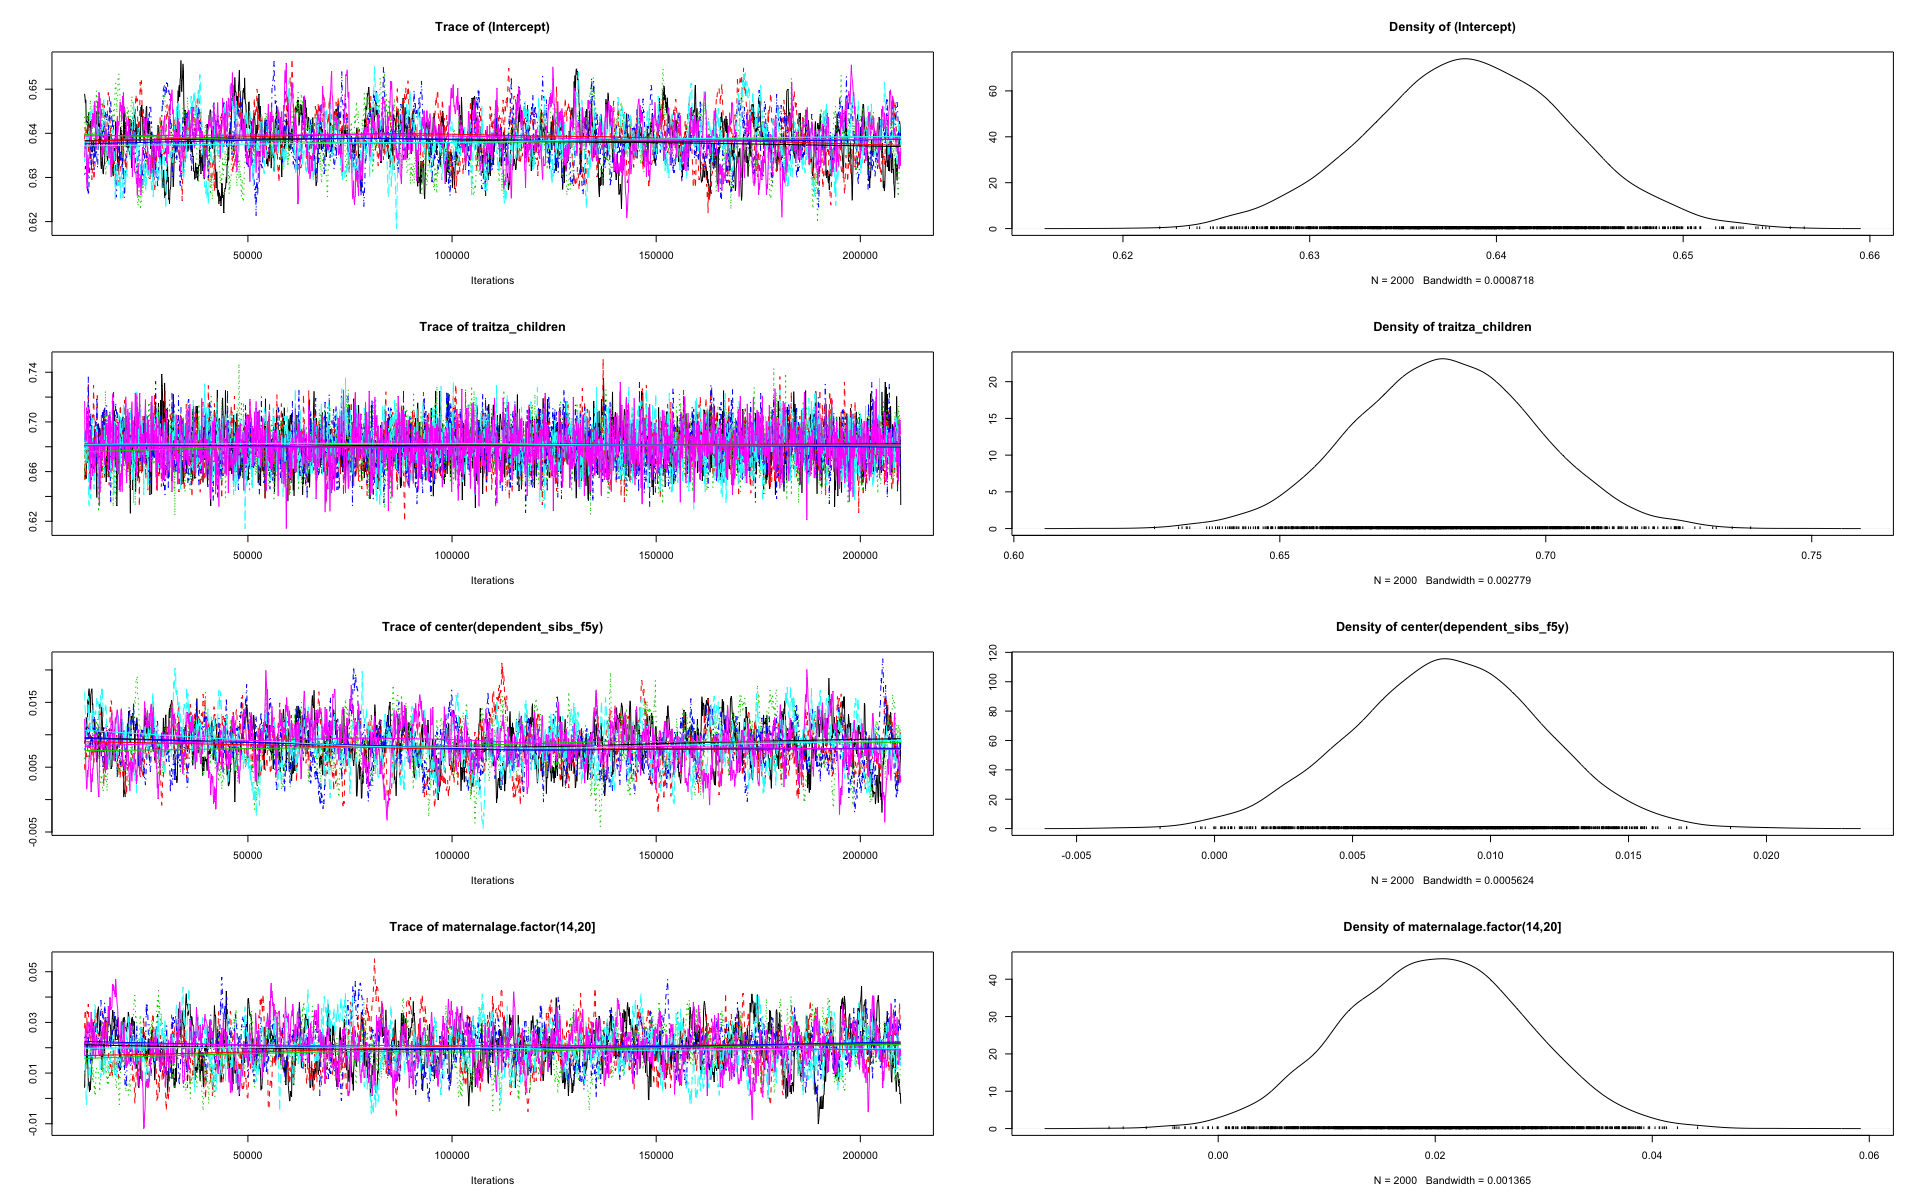 Trace of (Intercept)
0.62 0.63 0.64 0.65
50000 100000 150000 200000
Iterations
Density of (Intercept)
0 20 40 60
0.62 0.63 0.64 0.65 0.66
N = 2000 Bandwidth = 0.0008718
Trace of traitza_children
0.62 0.66 0.70 0.74
50000 100000 150000 200000
Iterations
Density of traitza_children
0 5 10 15 20
0.60 0.65 0.70 0.75
N = 2000 Bandwidth = 0.002779
Trace of center(dependent_sibs_f5y)
-0.005 0.005 0.015
50000 100000 150000 200000
Iterations
Density of center(dependent_sibs_f5y)
0 20 40 60 80 100 120
-0.005 0.000 0.005 0.010 0.015 0.020
N = 2000 Bandwidth = 0.0005624
Trace of maternalage.factor(14,20]
-0.01 0.01 0.03 0.05
50000 100000 150000 200000
Iterations
Density of maternalage.factor(14,20]
0 10 20 30 40
0.00 0.02 0.04 0.06
N = 2000 Bandwidth = 0.001365